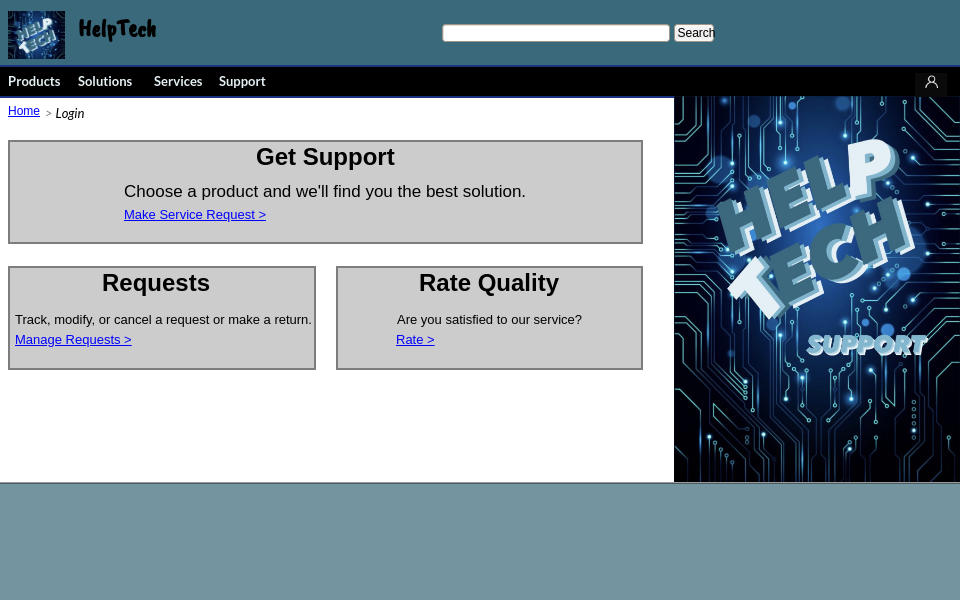 HELP
TECH
HelpTech
Search
Products Solutions Services Support
Home > Login
Get Support
Choose a product and we'll find you the best solution.
Make Service Request >
Requests
Track, modify, or cancel a request or make a return.
Manage Requests >
Rate Quality
Are you satisfied to our service?
Rate >
HELP
TECH
SUPPORT